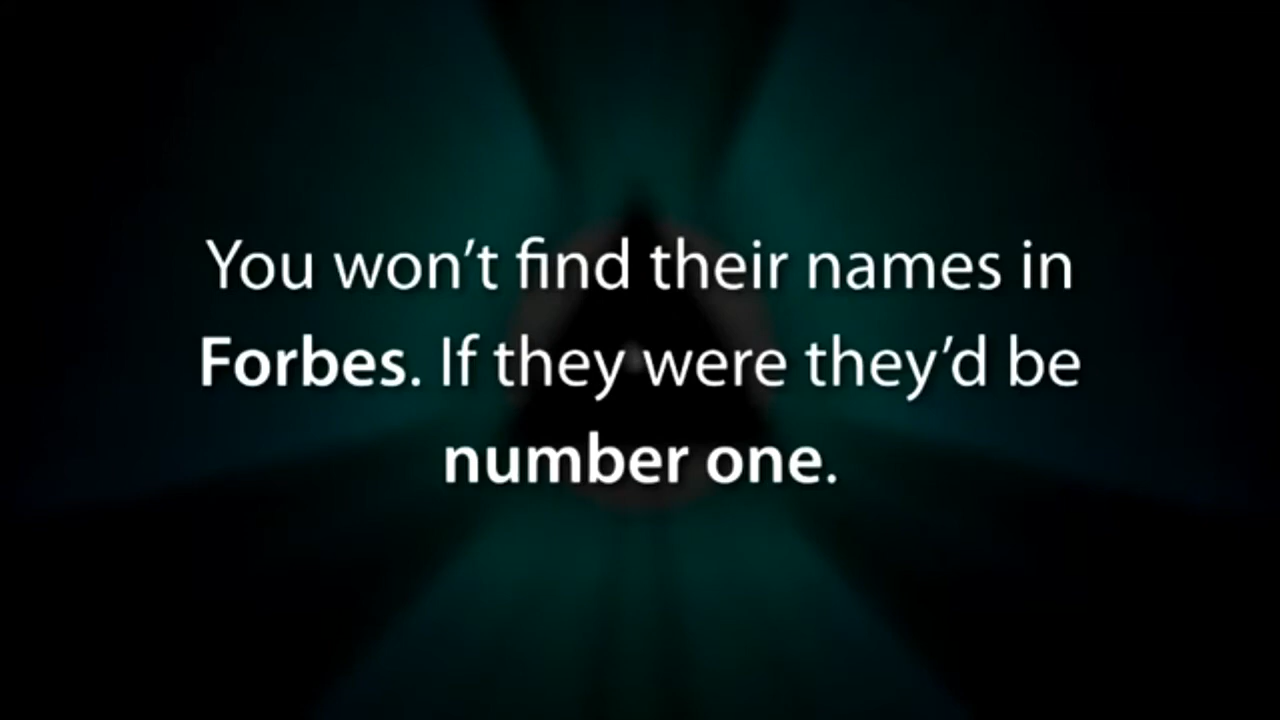 You won’t find their names in
Forbes. If they were they’d be
number one.